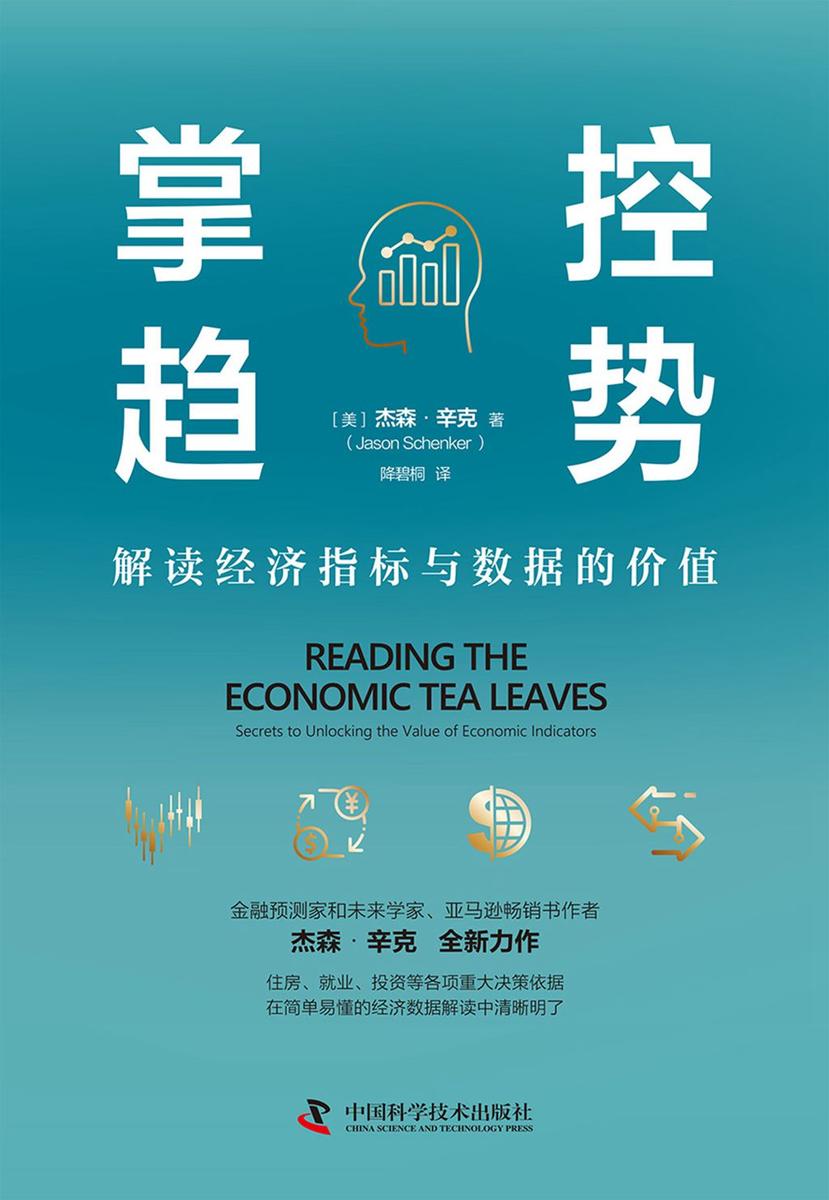 掌控
趋势
[美] 杰森·辛克 著
(Jason Schenker)
降碧桐 译
解读经济指标与数据的价值
READING THE
ECONOMIC TEA LEAVES
Secrets to Unlocking the Value of Economic Indicators
¥
$
$
金融预测家和未来学家、亚马逊畅销书作者
杰森·辛克 全新力作
住房、就业、投资等各项重大决策依据
在简单易懂的经济数据解读中清晰明了
中国科学技术出版社
CHINA SCIENCE AND TECHNOLOGY PRESS